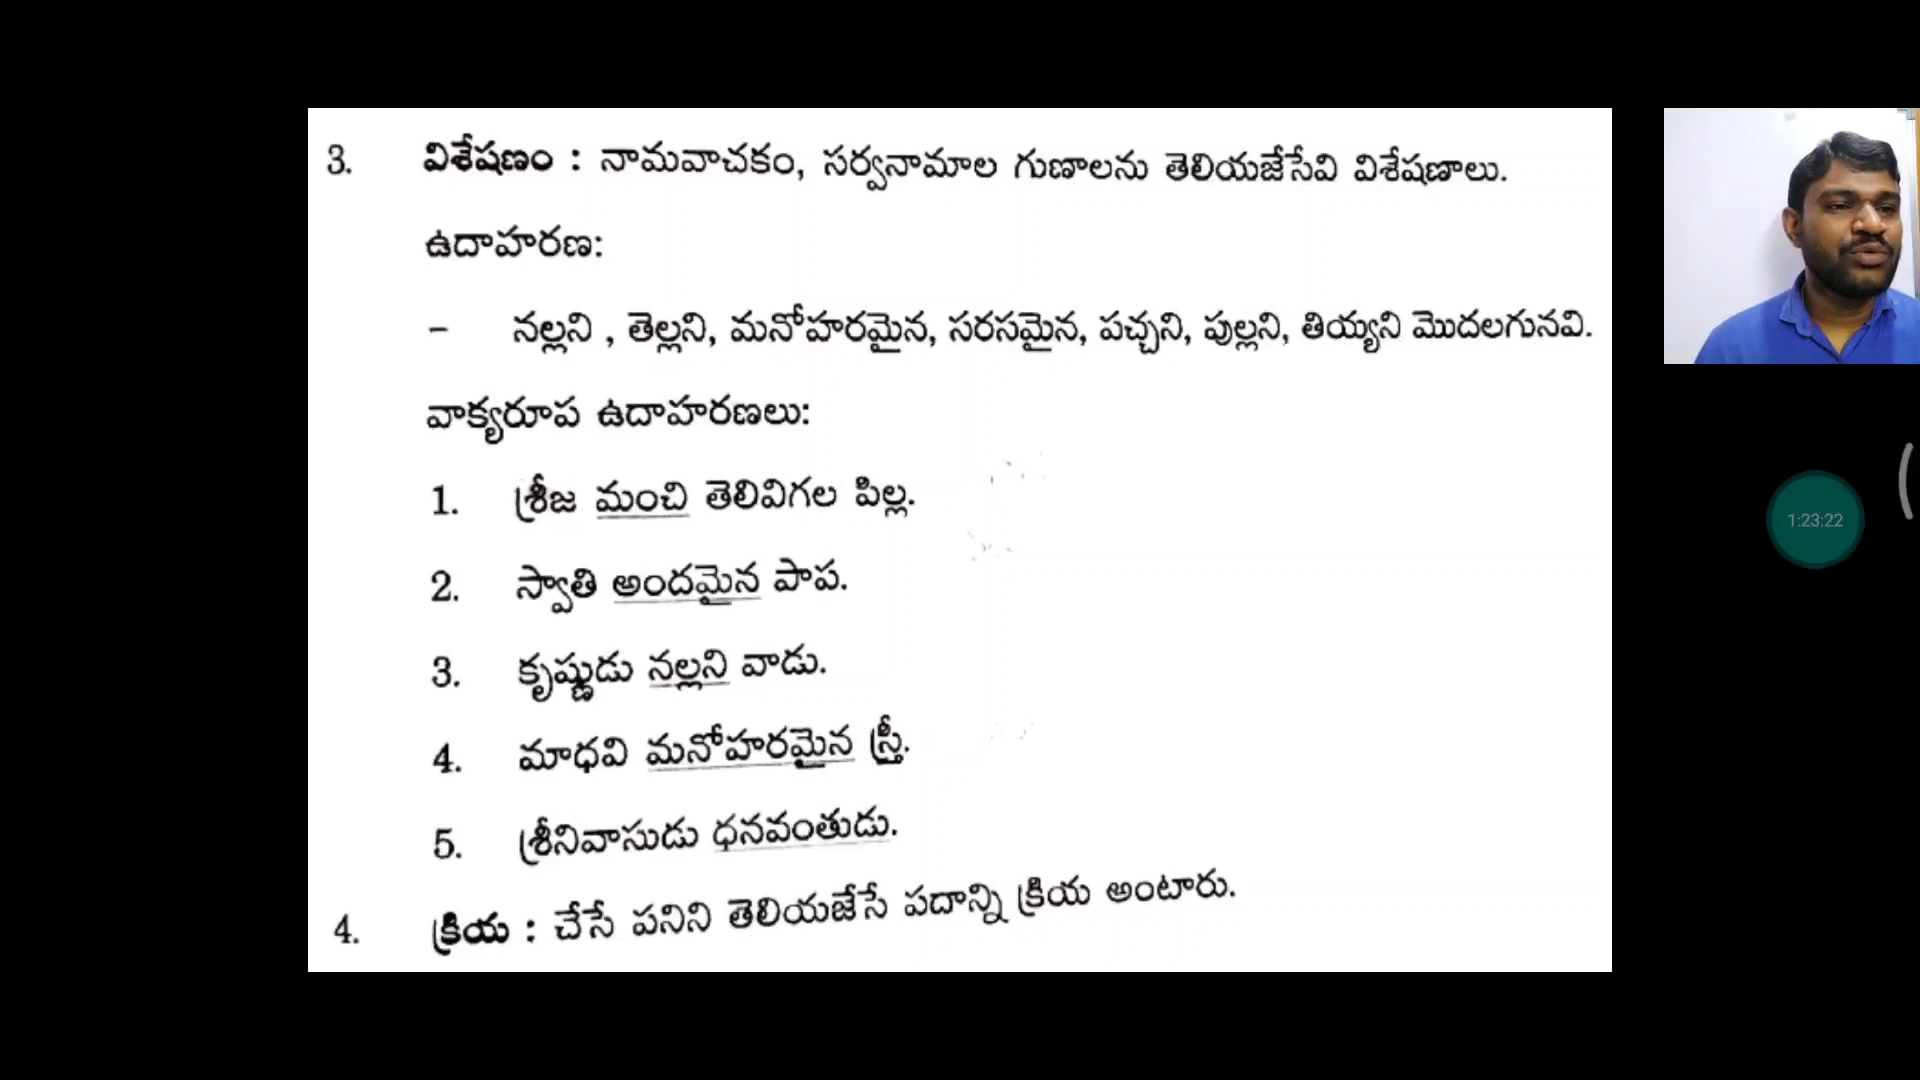 3. విశేషణం : నామవాచకం, సర్వనామాల గుణాలను తెలియజేసేవి విశేషణాలు.
ఉదాహరణ:
- నల్లని , తెల్లని, మనోహరమైన, సరసమైన, పచ్చని, పుల్లని, తియ్యని మొదలగునవి.
వాక్యరూప ఉదాహరణలు:
1. శ్రీజ మంచి తెలివిగల పిల్ల.
2. స్వాతి అందమైన పాప.
3. కృష్ణుడు నల్లని వాడు.
4. మాధవి మనోహరమైన స్త్రీ.
5. శ్రీనివాసుడు ధనవంతుడు.
4. క్రియ : చేసే పనిని తెలియజేసే పదాన్ని క్రియ అంటారు.
1:23:22